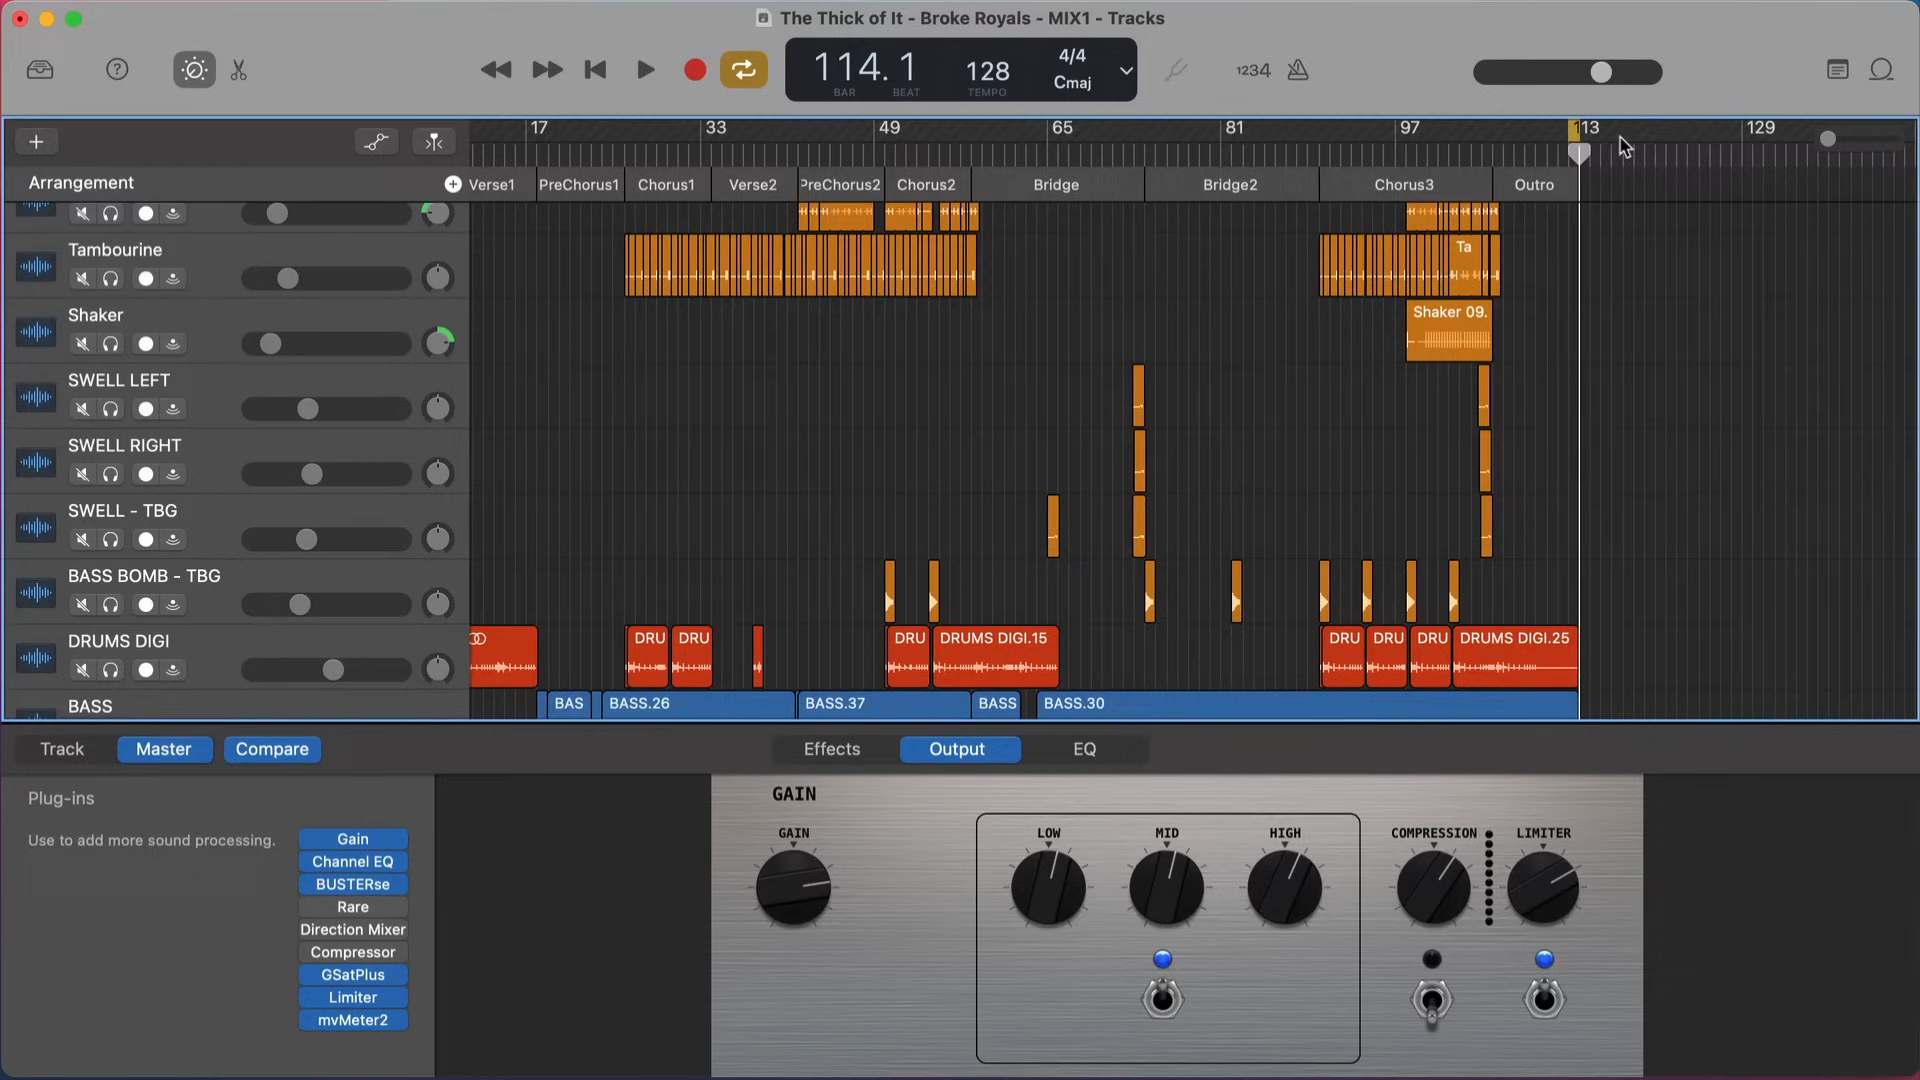 The Thick of It - Broke Royals - MIX1 - Tracks
114.1
BAR
BEAT
128
TEMPO
4/4
Cmaj
1234
17
33
49
65
81
97
113
129
Arrangement
Verse1
PreChorus1
Chorus1
Verse2
PreChorus2
Chorus2
Bridge
Bridge2
Chorus3
Outro
Tambourine
Ta
Shaker
Shaker 09.
SWELL LEFT
SWELL RIGHT
SWELL - TBG
BASS BOMB - TBG
DRUMS DIGI
DRU
DRU
DRU
DRUMS DIGI.15
DRU
DRU
DRU
DRUMS DIGI.25
BASS
BAS
BASS.26
BASS.37
BASS
BASS.30
Track
Master
Compare
Effects
Output
EQ
Plug-ins
Use to add more sound processing.
Gain
Channel EQ
BUSTERse
Rare
Direction Mixer
Compressor
GSatPlus
Limiter
mvMeter2
GAIN
GAIN
LOW
MID
HIGH
COMPRESSION
LIMITER